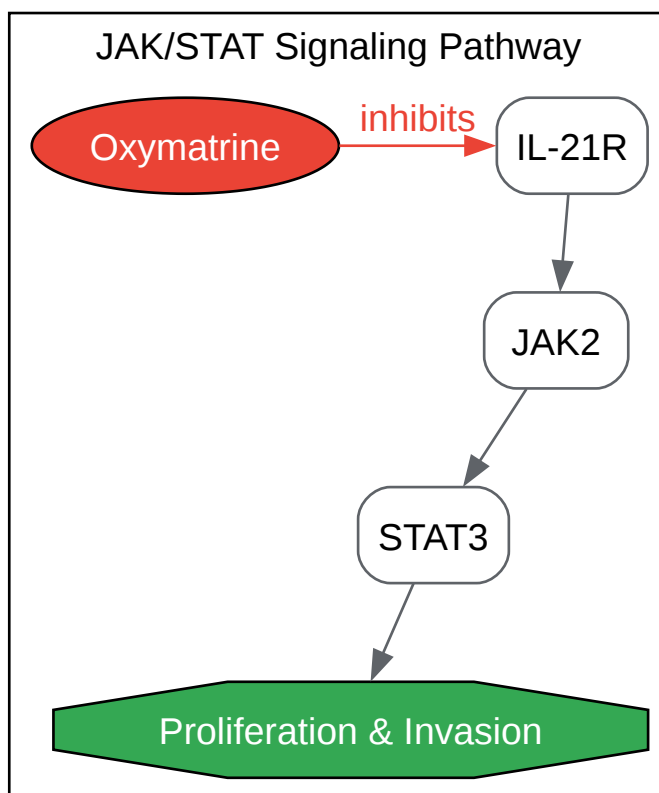 JAK/STAT Signaling Pathway
inhibits
Oxymatrine
IL-21R
JAK2
STAT3
Proliferation & Invasion